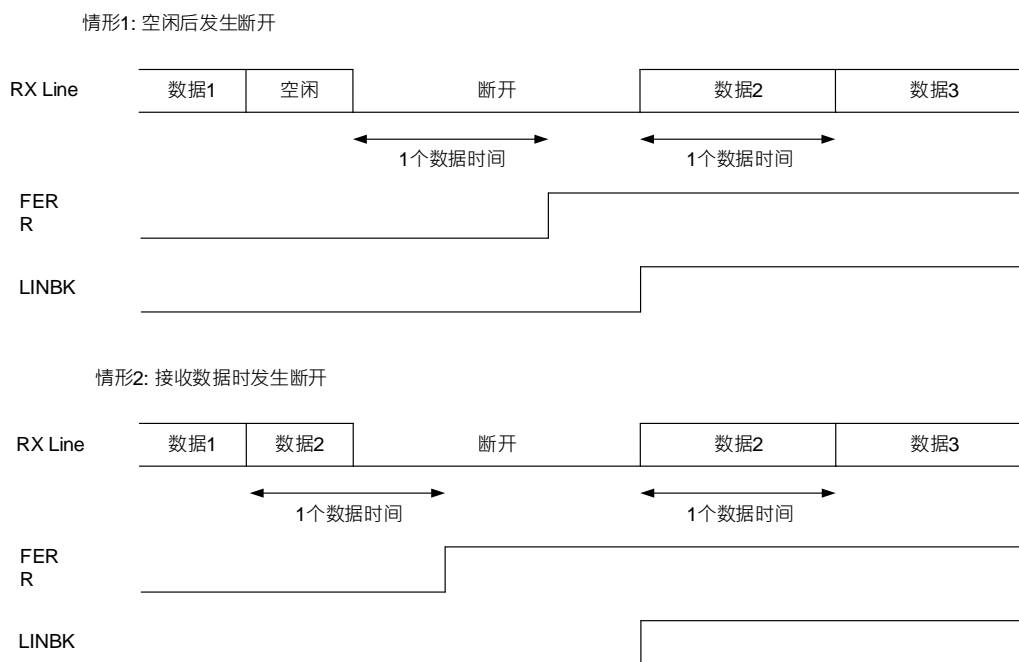 情形1: 空闲后发生断开
RX Line
数据1
空闲
断开
数据2
数据3
1个数据时间
1个数据时间
FER
R
LINBK
情形2: 接收数据时发生断开
RX Line
数据1
数据2
断开
数据2
数据3
1个数据时间
1个数据时间
FER
R
LINBK